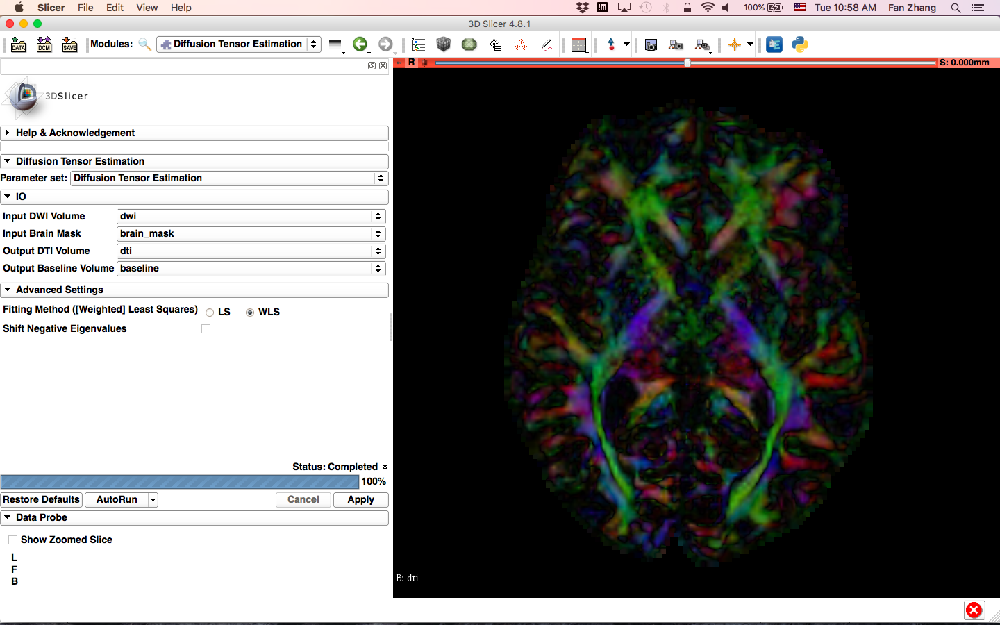 Slicer File Edit View Help 100% Tue 10:58 AM Fan Zhang
3D Slicer 4.8.1
DATA DCM SAVE Modules: Diffusion Tensor Estimation
R S: 0.000mm
3DSlicer
Help & Acknowledgement
Diffusion Tensor Estimation
Parameter set: Diffusion Tensor Estimation
IO
Input DWI Volume dwi
Input Brain Mask brain_mask
Output DTI Volume dti
Output Baseline Volume baseline
Advanced Settings
Fitting Method ([Weighted] Least Squares) LS WLS
Shift Negative Eigenvalues
Status: Completed
100%
Restore Defaults AutoRun Cancel Apply
Data Probe
Show Zoomed Slice
L
F
B
B: dti